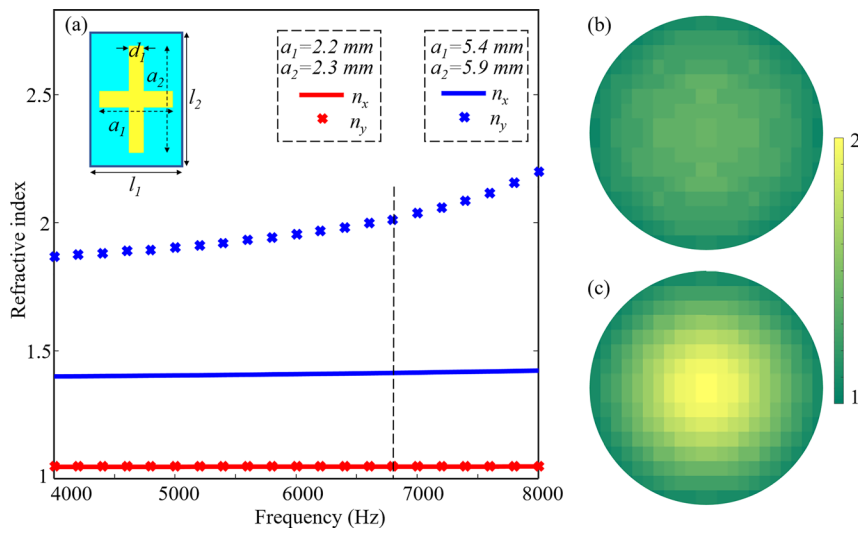 (a)
d1
a2
a1
l2
l1
a1=2.2 mm
a2=2.3 mm
nx
ny
a1=5.4 mm
a2=5.9 mm
nx
ny
Refractive index
2.5
2
1.5
1
4000 5000 6000 7000 8000
Frequency (Hz)
(b)
(c)
2
1